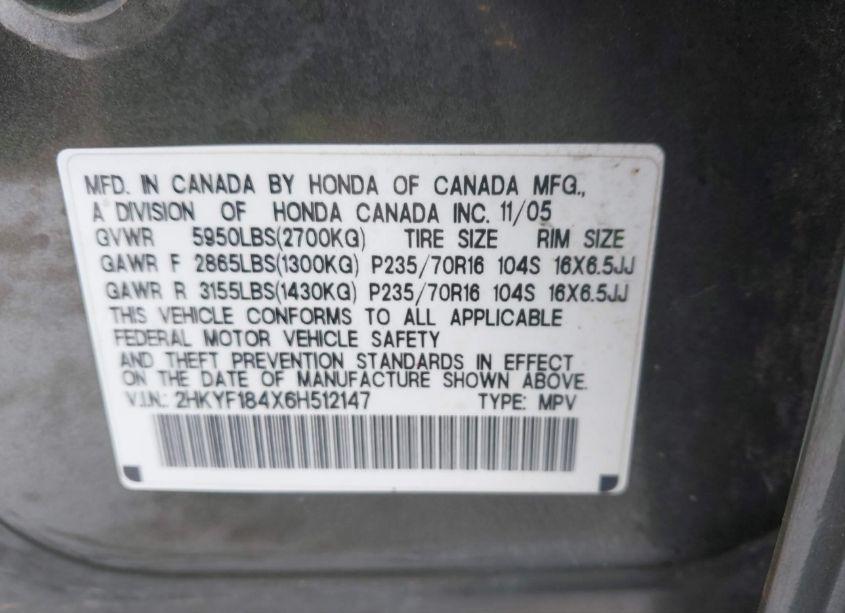 MFD. IN CANADA BY HONDA OF CANADA MFG.,
A DIVISION OF HONDA CANADA INC. 11/05
GVWR 5950LBS(2700KG) TIRE SIZE RIM SIZE
GAWR F 2865LBS(1300KG) P235/70R16 104S 16X6.5JJ
GAWR R 3155LBS(1430KG) P235/70R16 104S 16X6.5JJ
THIS VEHICLE CONFORMS TO ALL APPLICABLE
FEDERAL MOTOR VEHICLE SAFETY
AND THEFT PREVENTION STANDARDS IN EFFECT
ON THE DATE OF MANUFACTURE SHOWN ABOVE.
V.I.N.: 2HKYF184X6H512147 TYPE: MPV